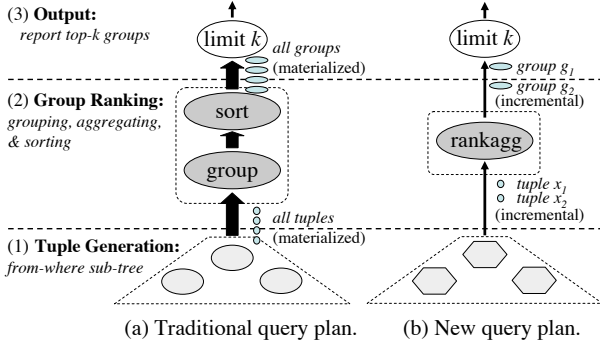 (3) Output:
report top-k groups
limit k
all groups
(materialized)
limit k
group g1
group g2
(incremental)
(2) Group Ranking:
grouping, aggregating,
& sorting
sort
group
rankagg
all tuples
(materialized)
tuple x1
tuple x2
(incremental)
(1) Tuple Generation:
from-where sub-tree
(a) Traditional query plan.
(b) New query plan.